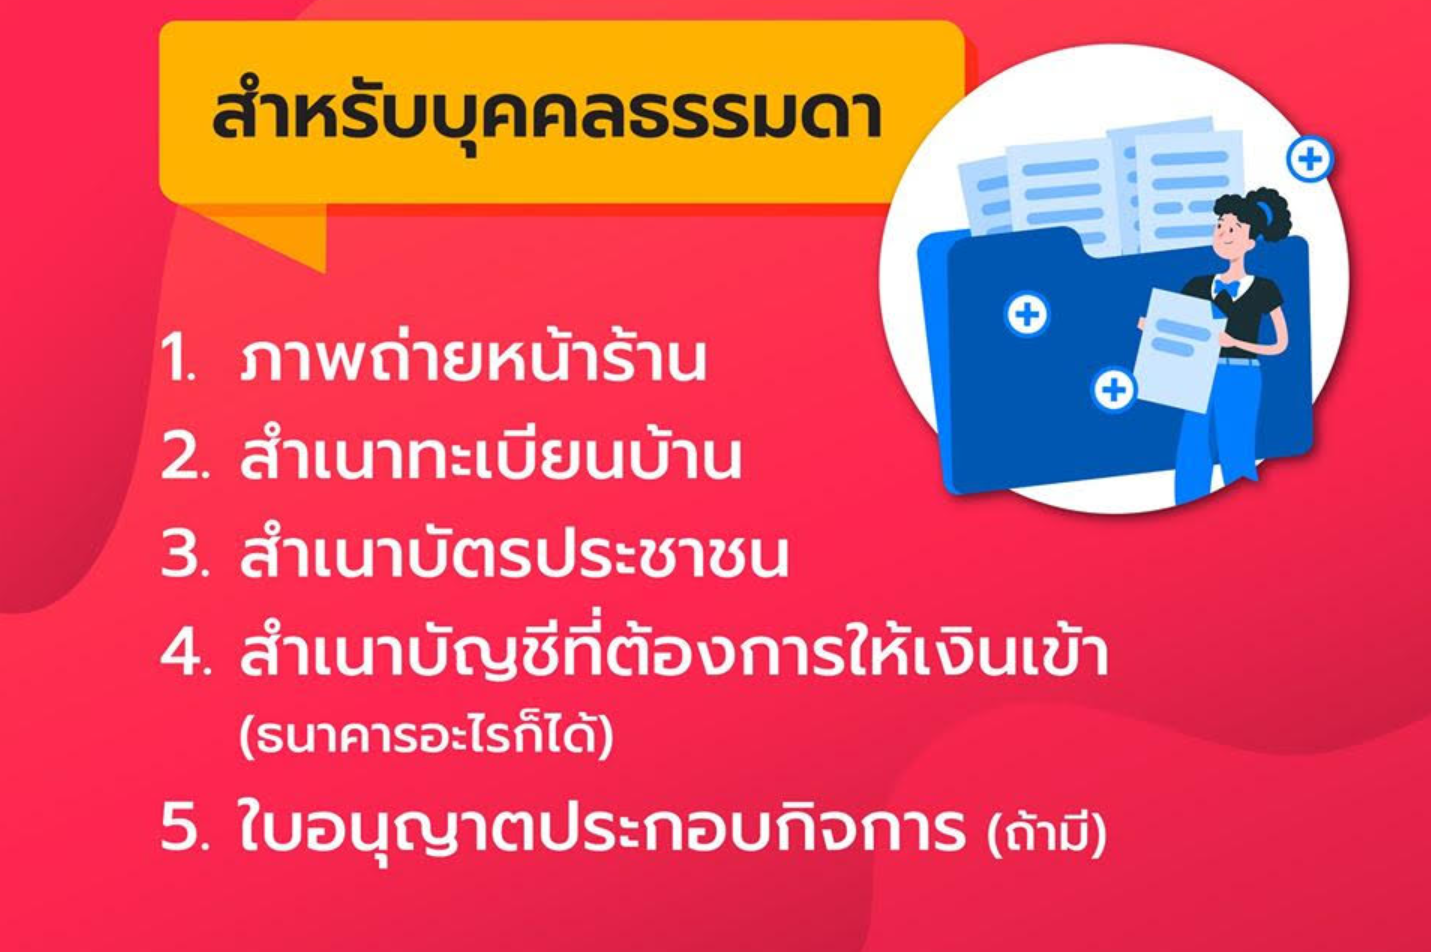 สำหรับบุคคลธรรมดา
1. ภาพถ่ายหน้าร้าน
2. สำเนาทะเบียนบ้าน
3. สำเนาบัตรประชาชน
4. สำเนาบัญชีที่ต้องการให้เงินเข้า
(ธนาคารอะไรก็ได้)
5. ใบอนุญาตประกอบกิจการ (ถ้ามี)